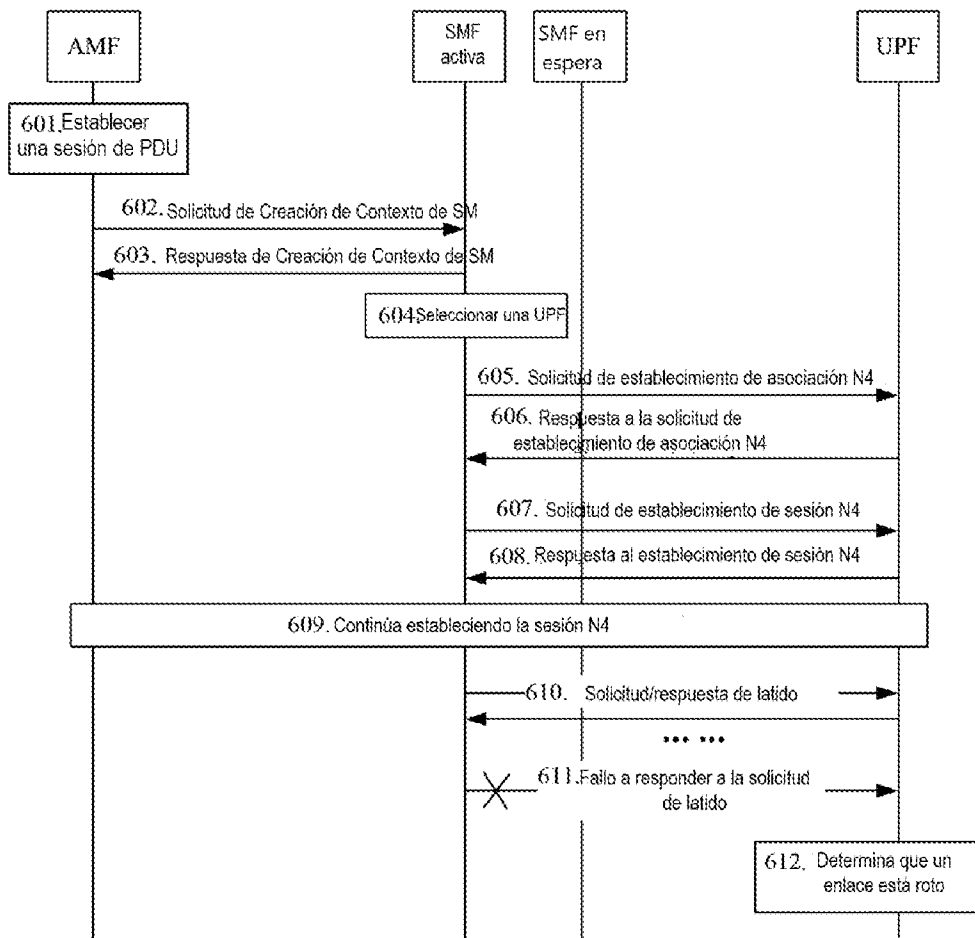 AMF
SMF
activa
SMF en
espera
UPF
601.Establecer
una sesión de PDU
602. Solicitud de Creación de Contexto de SM
603. Respuesta de Creación de Contexto de SM
604.Seleccionar una UPF
605. Solicitud de establecimiento de asociación N4
606. Respuesta a la solicitud de
establecimiento de asociación N4
607. Solicitud de establecimiento de sesión N4
608. Respuesta al establecimiento de sesión N4
609. Continúa estableciendo la sesión N4
610. Solicitud/respuesta de latido
... ...
611.Fallo a responder a la solicitud
de latido
612. Determina que un
enlace está roto